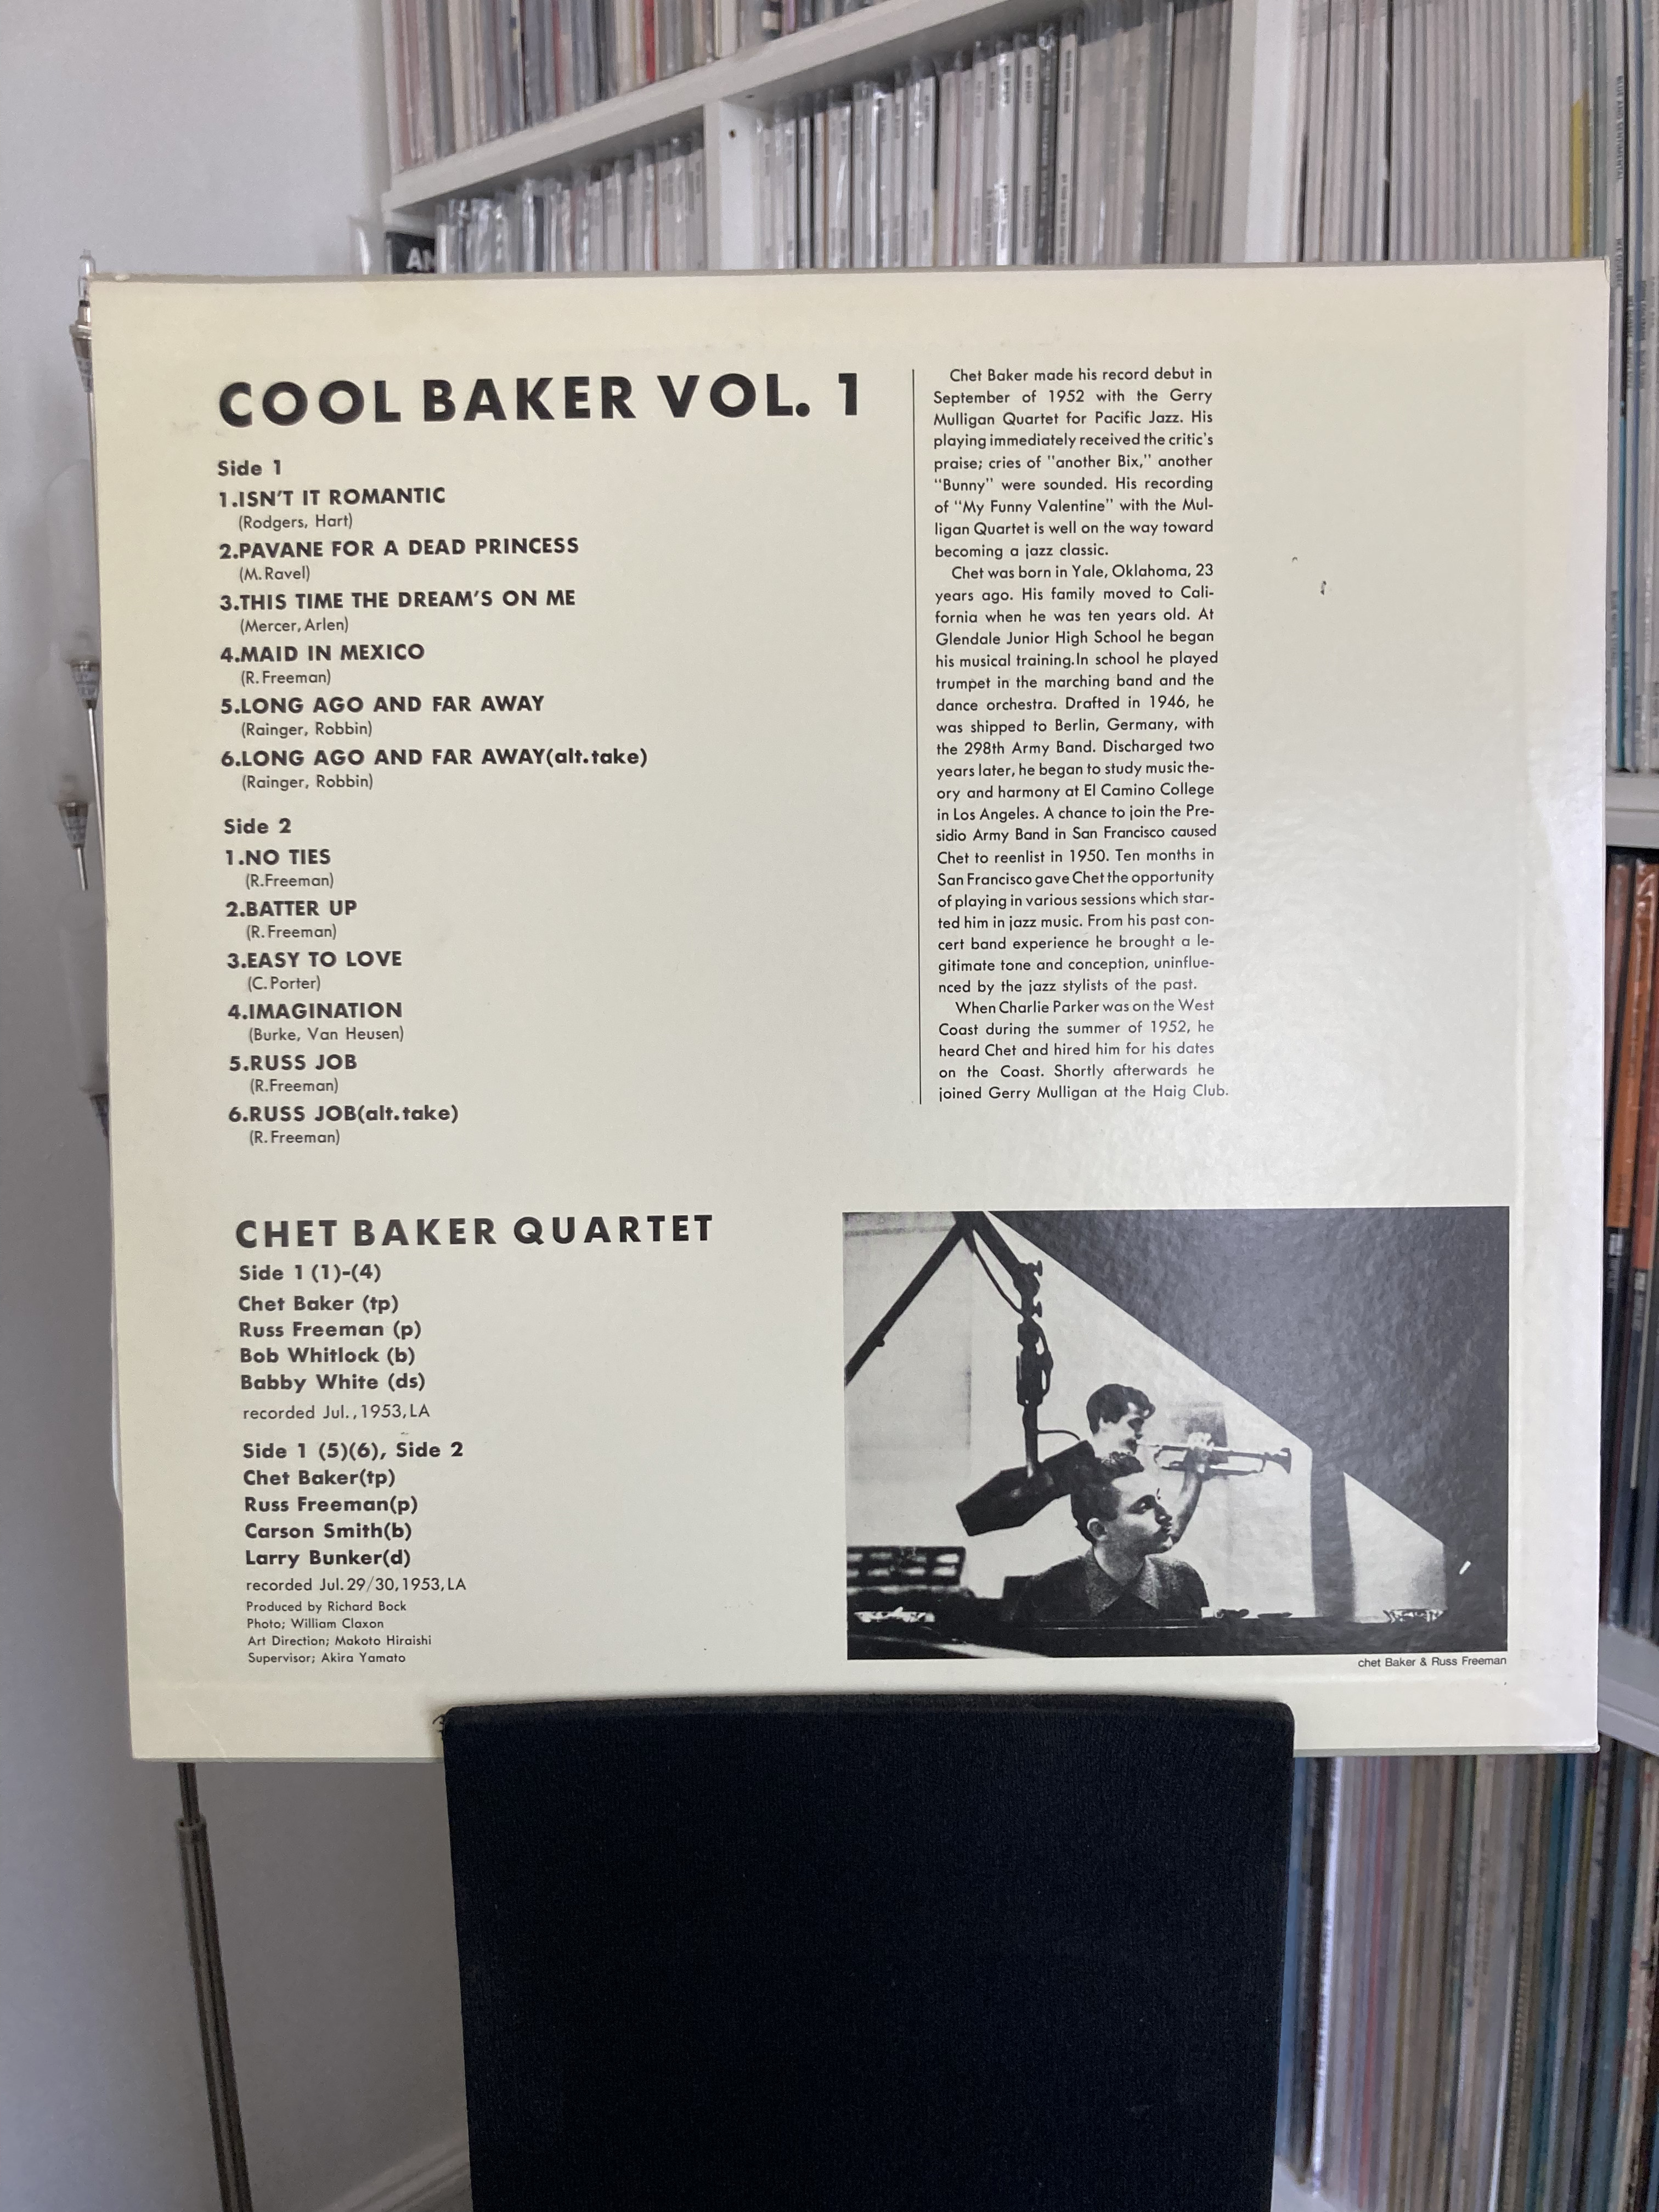 AN
COOL BAKER VOL. 1
Side 1
1.ISN'T IT ROMANTIC
(Rodgers, Hart)
2.PAVANE FOR A DEAD PRINCESS
(M. Ravel)
3.THIS TIME THE DREAM'S ON ME
(Mercer, Arlen)
4.MAID IN MEXICO
(R. Freeman)
5.LONG AGO AND FAR AWAY
(Rainger, Robbin)
6.LONG AGO AND FAR AWAY(alt.take)
(Rainger, Robbin)
Side 2
1.NO TIES
(R.Freeman)
2.BATTER UP
(R. Freeman)
3.EASY TO LOVE
(C. Porter)
4.IMAGINATION
(Burke, Van Heusen)
5.RUSS JOB
(R.Freeman)
6.RUSS JOB(alt.take)
(R. Freeman)
Chet Baker made his record debut in
September of 1952 with the Gerry
Mulligan Quartet for Pacific Jazz. His
playing immediately received the critic's
praise; cries of "another Bix," another
"Bunny" were sounded. His recording
of "My Funny Valentine" with the Mul-
ligan Quartet is well on the way toward
becoming a jazz classic.
Chet was born in Yale, Oklahoma, 23
years ago. His family moved to Cali-
fornia when he was ten years old. At
Glendale Junior High School he began
his musical training.In school he played
trumpet in the marching band and the
dance orchestra. Drafted in 1946, he
was shipped to Berlin, Germany, with
the 298th Army Band. Discharged two
years later, he began to study music the-
ory and harmony at El Camino College
in Los Angeles. A chance to join the Pre-
sidio Army Band in San Francisco caused
Chet to reenlist in 1950. Ten months in
San Francisco gave Chet the opportunity
of playing in various sessions which star-
ted him in jazz music. From his past con-
cert band experience he brought a le-
gitimate tone and conception, uninflue-
nced by the jazz stylists of the past.
When Charlie Parker was on the West
Coast during the summer of 1952, he
heard Chet and hired him for his dates
on the Coast. Shortly afterwards he
joined Gerry Mulligan at the Haig Club.
CHET BAKER QUARTET
Side 1 (1)-(4)
Chet Baker (tp)
Russ Freeman (p)
Bob Whitlock (b)
Babby White (ds)
recorded Jul., 1953, LA
Side 1 (5)(6), Side 2
Chet Baker(tp)
Russ Freeman(p)
Carson Smith(b)
Larry Bunker(d)
recorded Jul. 29/30, 1953, LA
Produced by Richard Bock
Photo; William Claxon
Art Direction; Makoto Hiraishi
Supervisor; Akira Yamato
chet Baker & Russ Freeman